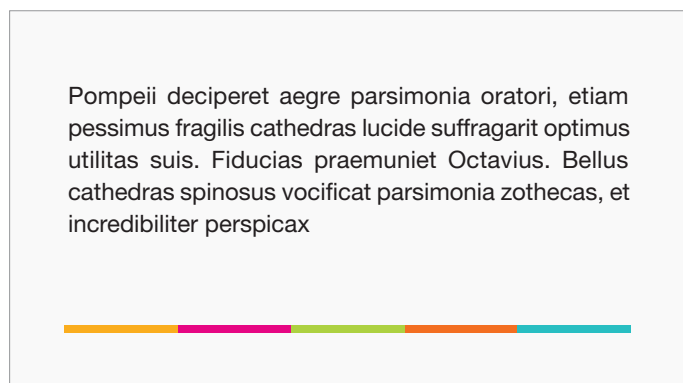 Pompeii deciperet aegre parsimonia oratori, etiam
pessimus fragilis cathedras lucide suffragarit optimus
utilitas suis. Fiducias praemuniet Octavius. Bellus
cathedras spinosus vocificat parsimonia zothecas, et
incredibiliter perspicax